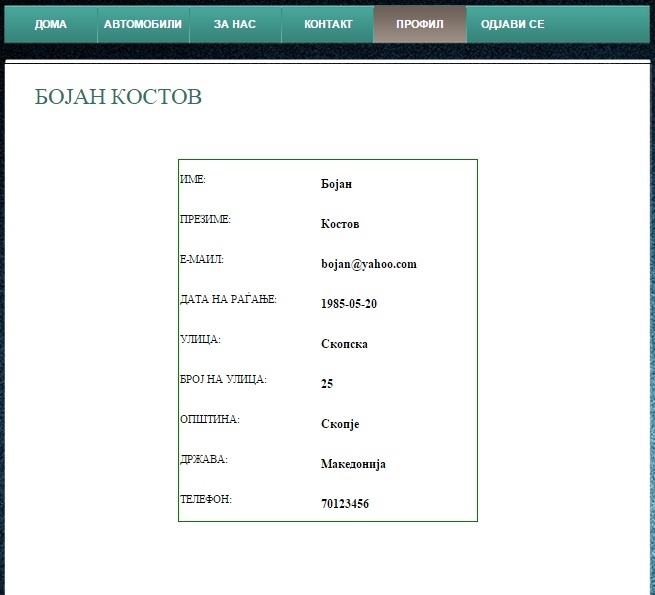 ДОМА АВТОМОБИЛИ ЗА НАС КОНТАКТ ПРОФИЛ ОДЈАВИ СЕ
БОЈАН КОСТОВ
ИМЕ: Бојан
ПРЕЗИМЕ: Костов
Е-МАИЛ: bojan@yahoo.com
ДАТА НА РАЃАЊЕ: 1985-05-20
УЛИЦА: Скопска
БРОЈ НА УЛИЦА: 25
ОПШТИНА: Скопје
ДРЖАВА: Македонија
ТЕЛЕФОН: 70123456